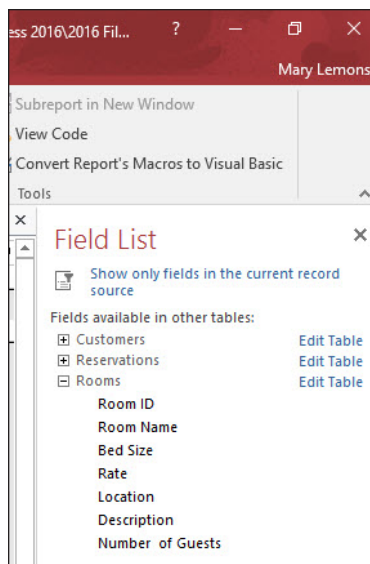 ess 2016\2016 Fil... ?
Mary Lemons
Subreport in New Window
View Code
Convert Report's Macros to Visual Basic
Tools
Field List
Show only fields in the current record
source
Fields available in other tables:
Customers Edit Table
Reservations Edit Table
Rooms Edit Table
Room ID
Room Name
Bed Size
Rate
Location
Description
Number of Guests